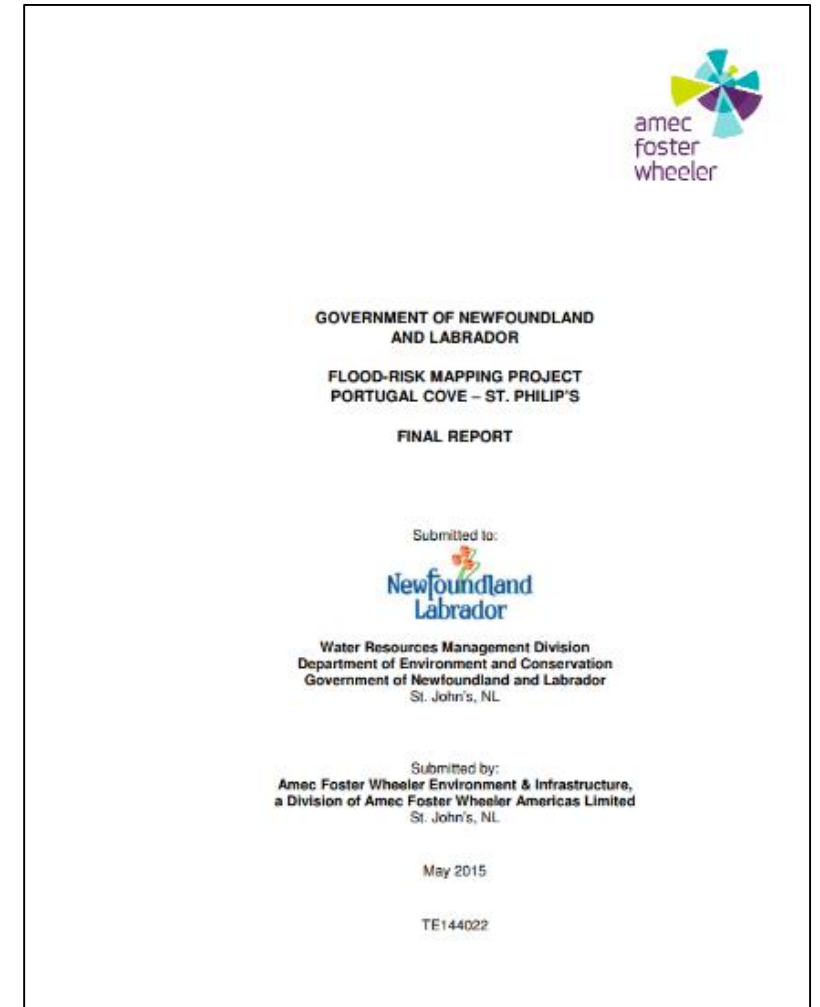 amec
foster
wheeler
GOVERNMENT OF NEWFOUNDLAND
AND LABRADOR
FLOOD-RISK MAPPING PROJECT
PORTUGAL COVE – ST. PHILIP'S
FINAL REPORT
Submitted to:
Newfoundland
Labrador
Water Resources Management Division
Department of Environment and Conservation
Government of Newfoundland and Labrador
St. John's, NL
Submitted by:
Amec Foster Wheeler Environment & Infrastructure,
a Division of Amec Foster Wheeler Americas Limited
St. John's, NL
May 2015
TE144022